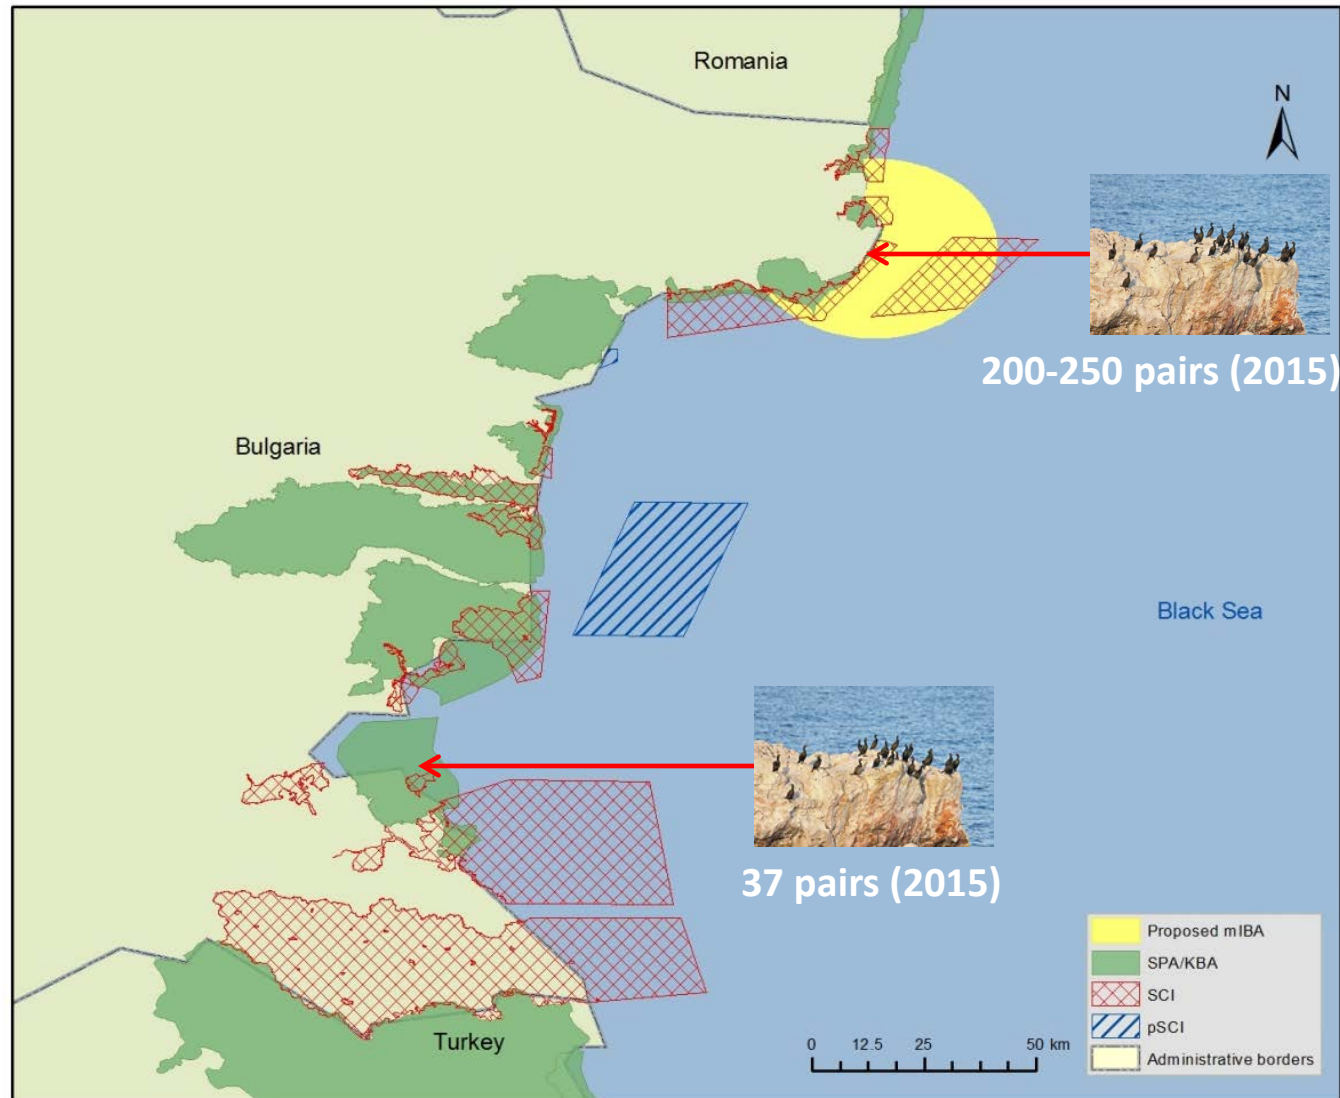 Romania
N
200-250 pairs (2015)
Bulgaria
Black Sea
37 pairs (2015)
Proposed mIBA
SPA/KBA
SCI
pSCI
Administrative borders
Turkey
0 12.5 25 50 km